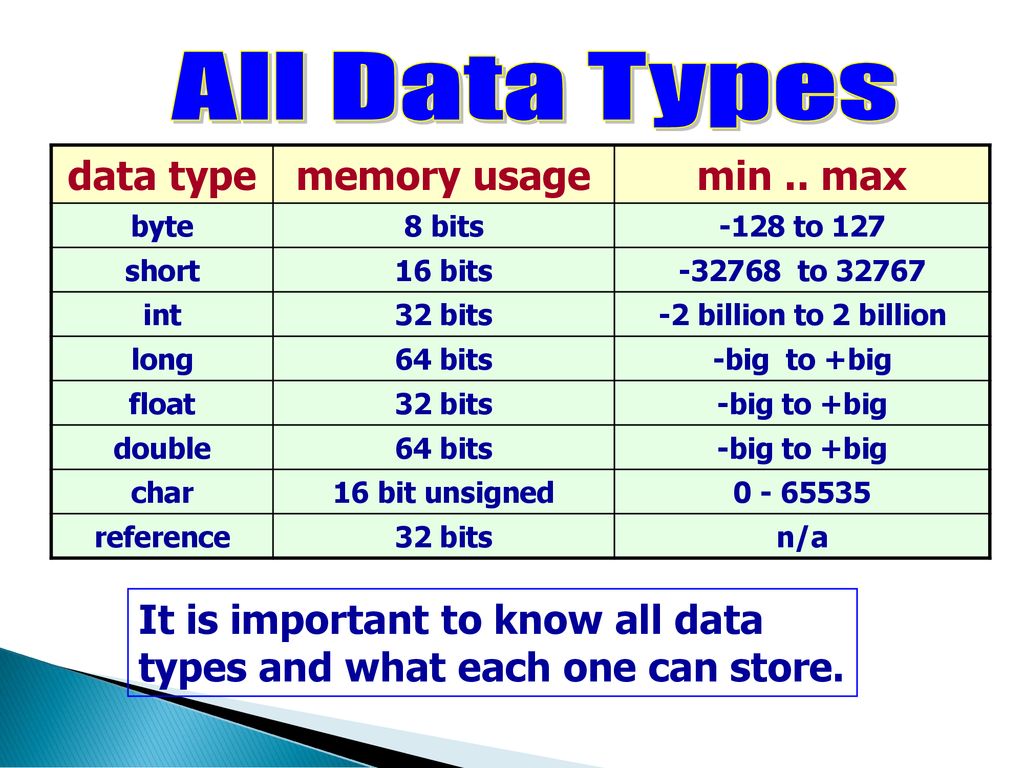 All Data Types
data type memory usage min .. max
byte 8 bits -128 to 127
short 16 bits -32768 to 32767
int 32 bits -2 billion to 2 billion
long 64 bits -big to +big
float 32 bits -big to +big
double 64 bits -big to +big
char 16 bit unsigned 0 - 65535
reference 32 bits n/a
It is important to know all data
types and what each one can store.